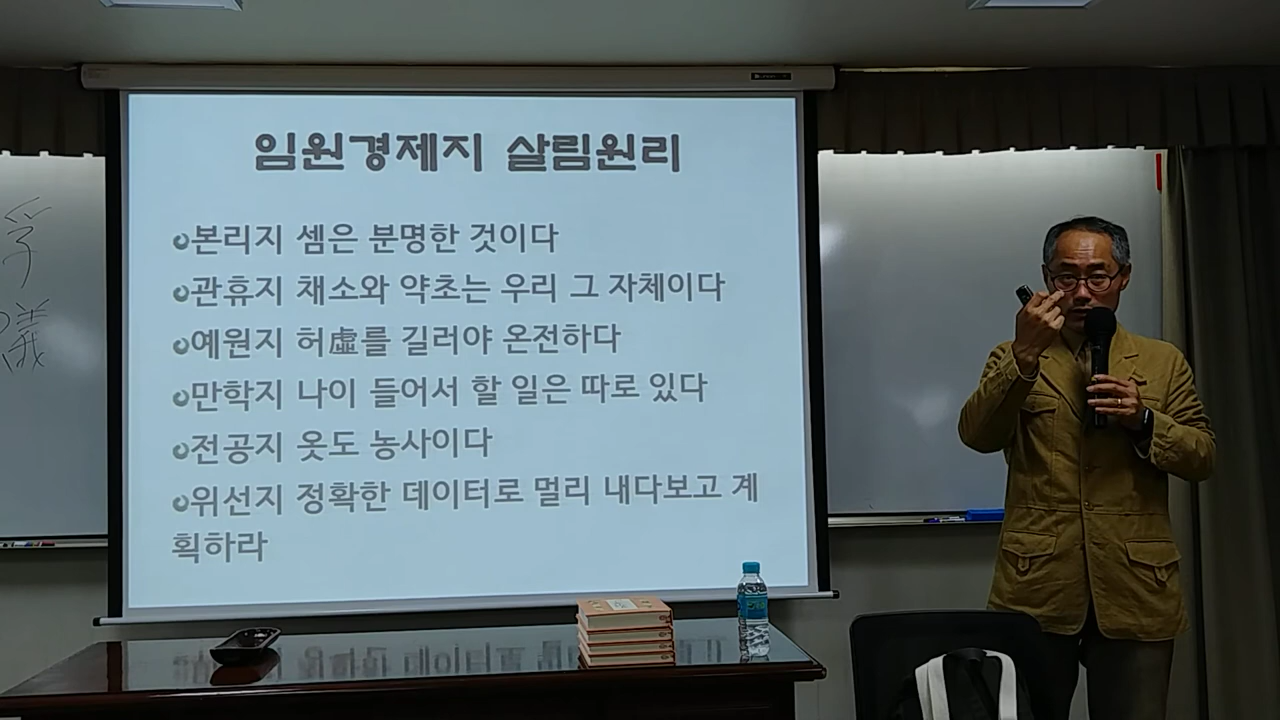 임원경제지 살림원리
본리지 셈은 분명한 것이다
관휴지 채소와 약초는 우리 그 자체이다
예원지 허虛를 길러야 온전하다
만학지 나이 들어서 할 일은 따로 있다
전공지 옷도 농사이다
위선지 정확한 데이터로 멀리 내다보고 계
획하라
議